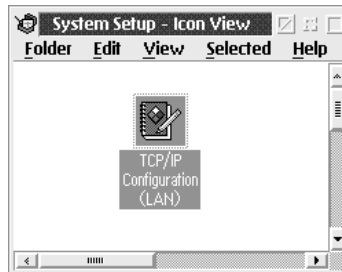 System Setup - Icon View
Folder Edit View Selected Help
TCP/IP
Configuration
(LAN)